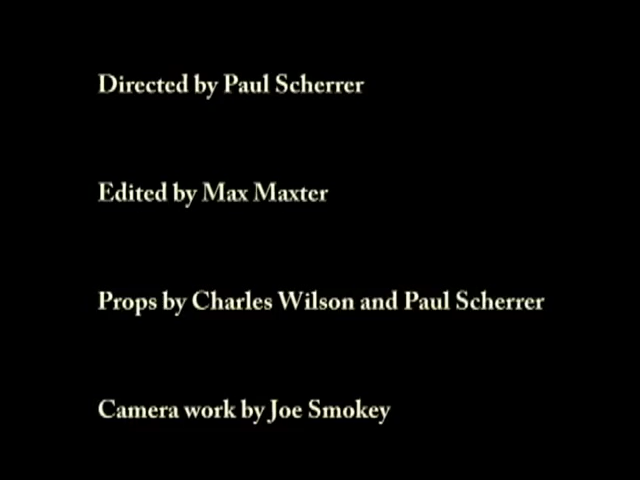 Directed by Paul Scherrer
Edited by Max Maxter
Props by Charles Wilson and Paul Scherrer
Camera work by Joe Smokey